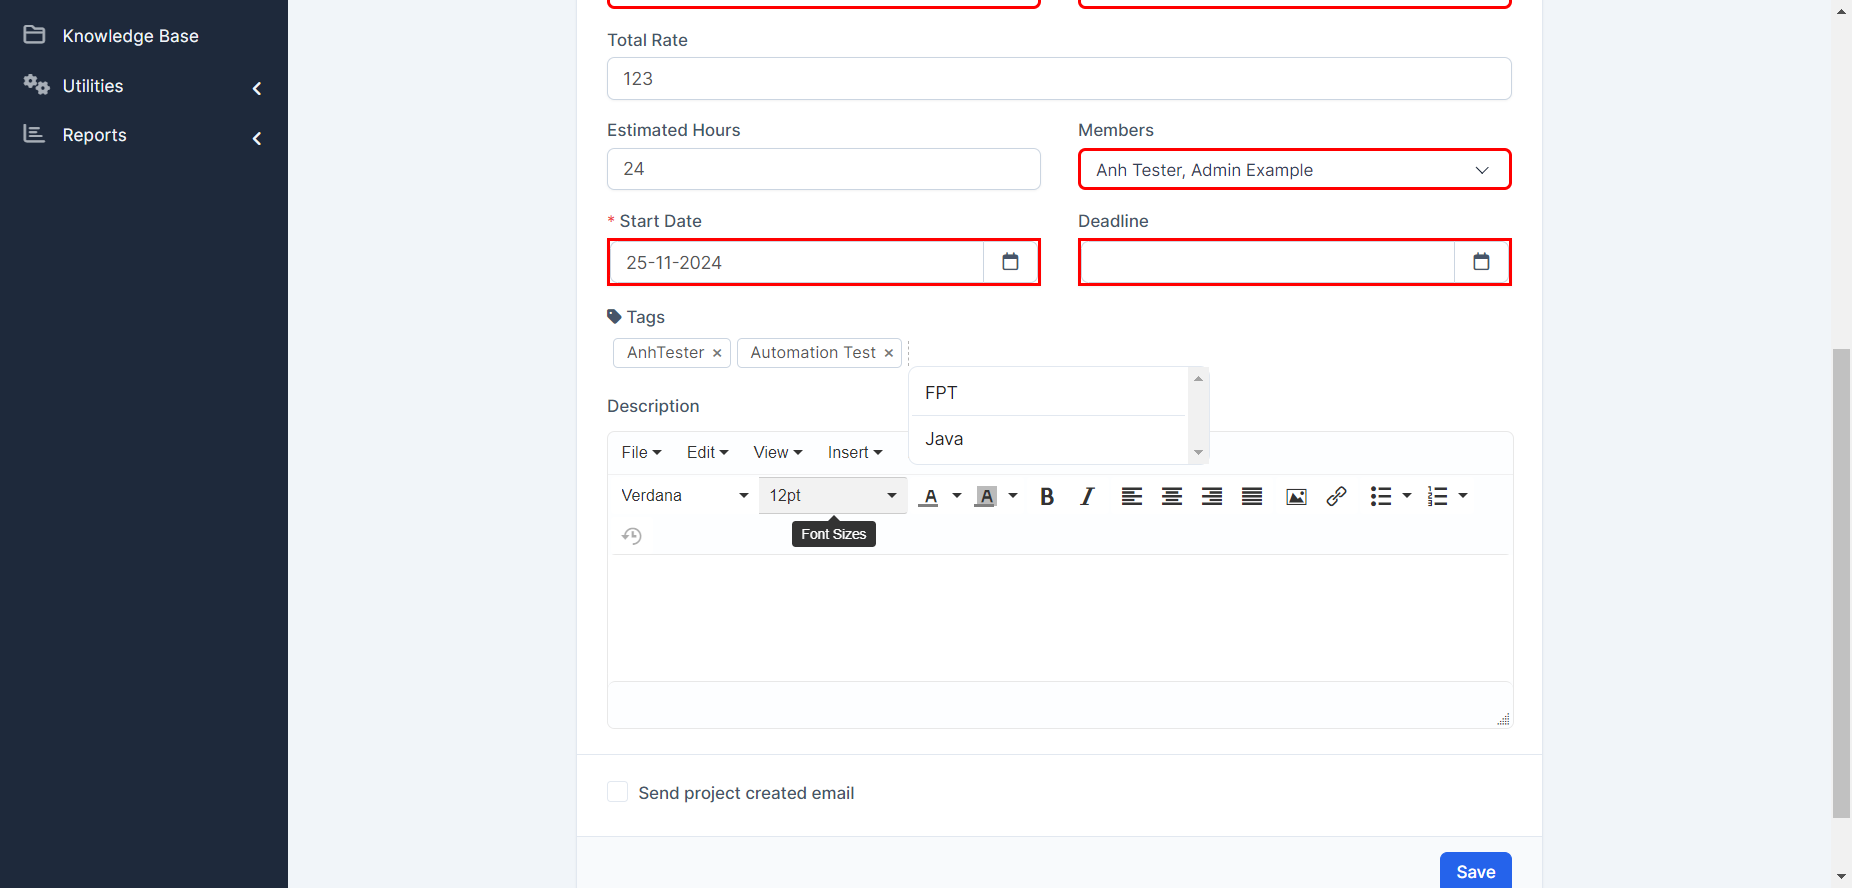 Knowledge Base
Utilities
Reports
Total Rate
123
Estimated Hours
Members
24
Anh Tester, Admin Example
* Start Date
Deadline
25-11-2024
Tags
AnhTester ×
Automation Test ×
FPT
Java
Description
File
Edit
View
Insert
Verdana
12pt
A
A
B
I
Font Sizes
Send project created email
Save